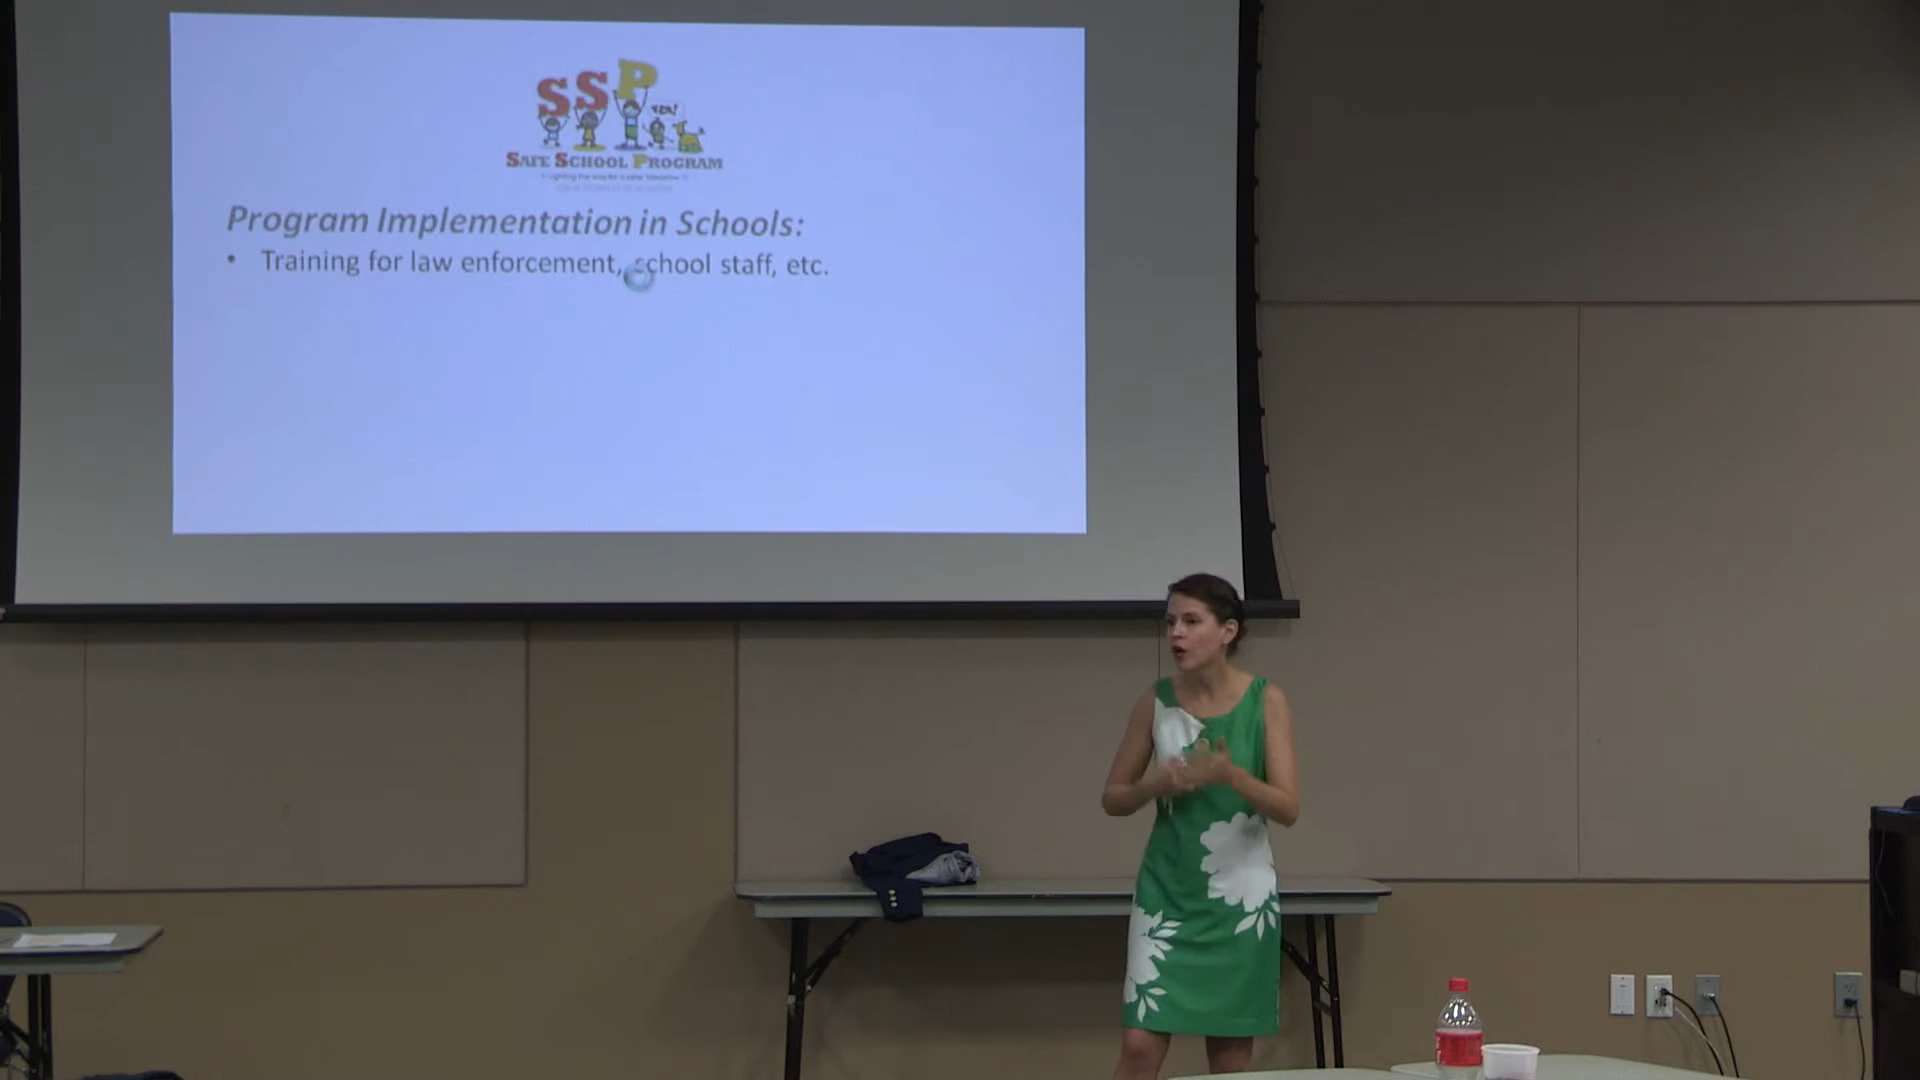 SSP
SAFE SCHOOL PROGRAM
Program Implementation in Schools:
• Training for law enforcement, school staff, etc.